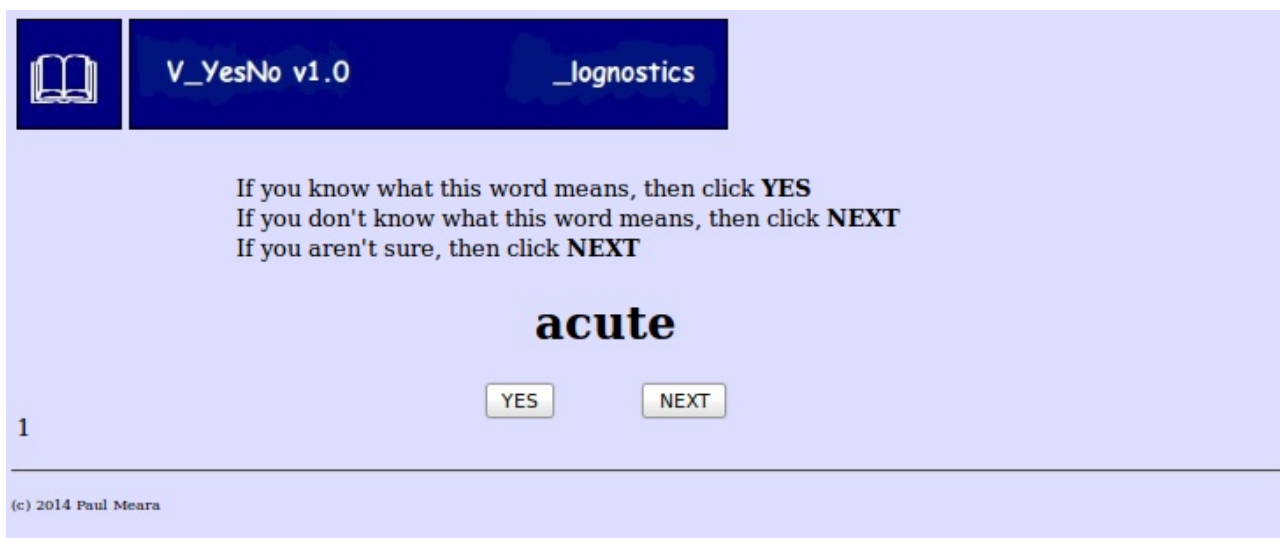 V_YesNo v1.0 _lognostics
If you know what this word means, then click YES
If you don't know what this word means, then click NEXT
If you aren't sure, then click NEXT
acute
YES NEXT
1
(c) 2014 Paul Meara